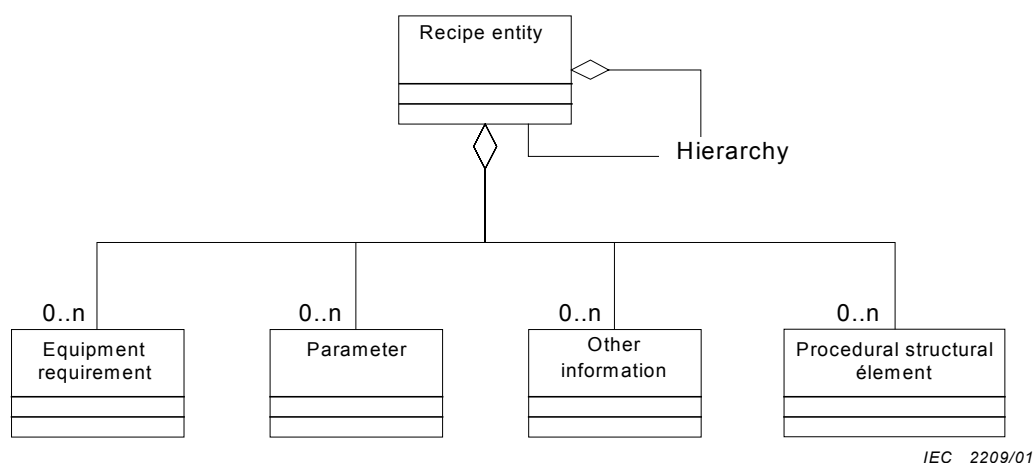 Recipe entity
Hierarchy
0..n
0..n
0..n
0..n
Equipment
requirement
Parameter
Other
information
Procedural structural
élement
IEC 2209/01